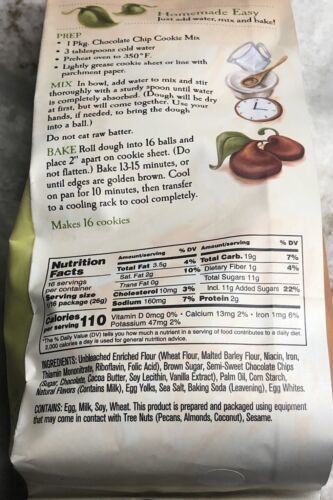 Homemade Easy
Just add water, mix and bake!
PREP
• 1 Pkg. Chocolate Chip Cookie Mix
• 3 tablespoons cold water
• Preheat oven to 350°F.
• Lightly grease cookie sheet or line with
parchment paper.
MIX In bowl, add water to mix and stir
thoroughly with a sturdy spoon until water
is completely absorbed. (Dough will be dry
at first, but will come together. Use your
hands, if needed, to bring the dough
into a ball.)
Do not eat raw batter.
BAKE Roll dough into 16 balls and
place 2" apart on cookie sheet. (Do
not flatten.) Bake 13-15 minutes, or
until edges are golden brown. Cool
on pan for 10 minutes, then transfer
to a cooling rack to cool completely.
Makes 16 cookies
Nutrition
Facts
16 servings
per container
Serving size
1/16 package (26g)
Calories
per serving 110
Amount/serving % DV
Total Fat 3.5g 4%
Sat. Fat 2g 10%
Trans Fat 0g
Cholesterol 10mg 3%
Sodium 160mg 7%
Amount/serving % DV
Total Carb. 19g 7%
Dietary Fiber 1g 4%
Total Sugars 11g
Incl. 11g Added Sugars 22%
Protein 2g
Vitamin D 0mcg 0% • Calcium 13mg 2% • Iron 1mg 6%
Potassium 47mg 2%
*The % Daily Value (DV) tells you how much a nutrient in a serving of food contributes to a daily diet.
2,000 calories a day is used for general nutrition advice.
INGREDIENTS: Unbleached Enriched Flour (Wheat Flour, Malted Barley Flour, Niacin, Iron,
Thiamin Mononitrate, Riboflavin, Folic Acid), Brown Sugar, Semi-Sweet Chocolate Chips
(Sugar, Chocolate, Cocoa Butter, Soy Lecithin, Vanilla Extract), Palm Oil, Corn Starch,
Natural Flavors (Contains Milk), Egg Yolks, Sea Salt, Baking Soda (Leavening), Egg Whites.
CONTAINS: Egg, Milk, Soy, Wheat. This product is prepared and packaged using equipment
that may come in contact with Tree Nuts (Pecans, Almonds, Coconut), Sesame.